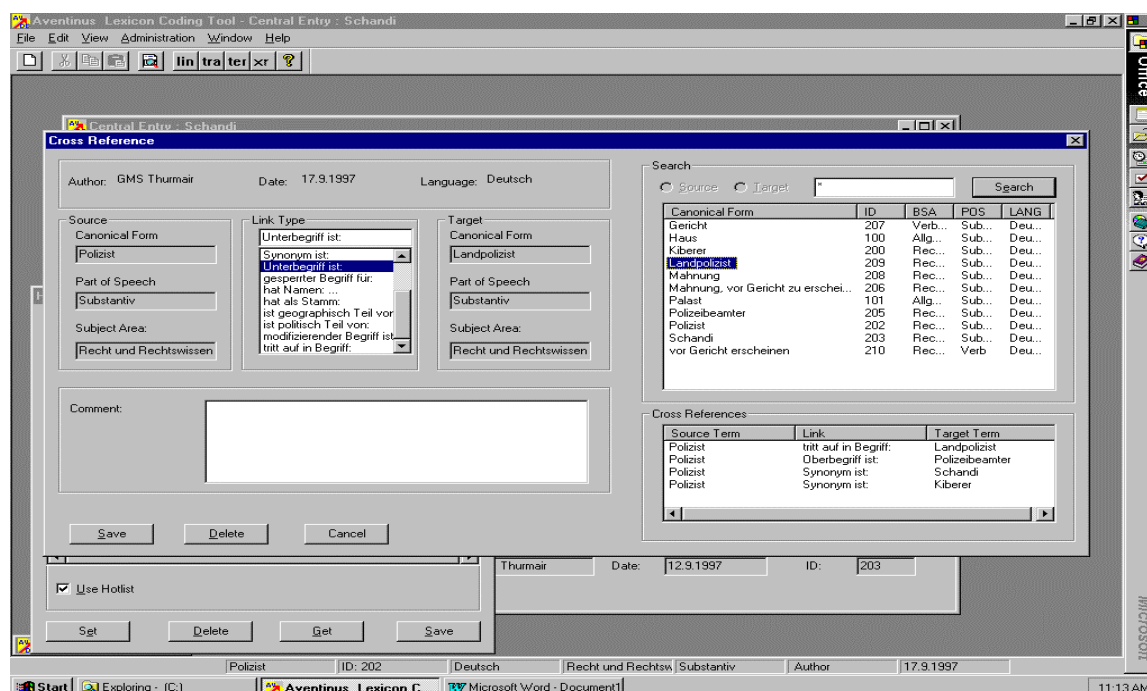 Aventinus Lexicon Coding Tool - Central Entry : Schandi
File Edit View Administration Window Help
lin tra ter xr ?
Office
Central Entry : Schandi
Cross Reference
Author: GMS Thurmair Date: 17.9.1997 Language: Deutsch
Source
Canonical Form
Polizist
Part of Speech
Substantiv
Subject Area:
Recht und Rechtswissen
Link Type
Unterbegriff ist:
Synonym ist:
Unterbegriff ist:
gesperrter Begriff für:
hat Namen: ...
hat als Stamm:
ist geographisch Teil von
ist politisch Teil von:
modifizierender Begriff ist
tritt auf in Begriff:
Target
Canonical Form
Landpolizist
Part of Speech
Substantiv
Subject Area:
Recht und Rechtswissen
Comment:
Save Delete Cancel
Search
Source Target * Search
Canonical Form ID BSA POS LANG
Gericht 207 Verb... Sub... Deu...
Haus 100 Allg... Sub... Deu...
Kiberer 200 Rec... Sub... Deu...
Landpolizist 209 Rec... Sub... Deu...
Mahnung 208 Rec... Sub... Deu...
Mahnung, vor Gericht zu erschei... 206 Rec... Sub... Deu...
Palast 101 Allg... Sub... Deu...
Polizeibeamter 205 Rec... Sub... Deu...
Polizist 202 Rec... Sub... Deu...
Schandi 203 Rec... Sub... Deu...
vor Gericht erscheinen 210 Rec... Verb Deu...
Cross References
Source Term Link Target Term
Polizist tritt auf in Begriff: Landpolizist
Polizist Oberbegriff ist: Polizeibeamter
Polizist Synonym ist: Schandi
Polizist Synonym ist: Kiberer
Thurmair Date: 12.9.1997 ID: 203
Use Hotlist
Set Delete Get Save
Microsoft
Polizist ID: 202 Deutsch Recht und Rechtsw Substantiv Author 17.9.1997
Start Exploring - (C:) Aventinus Lexicon C... Microsoft Word - Document1 11:13 AM